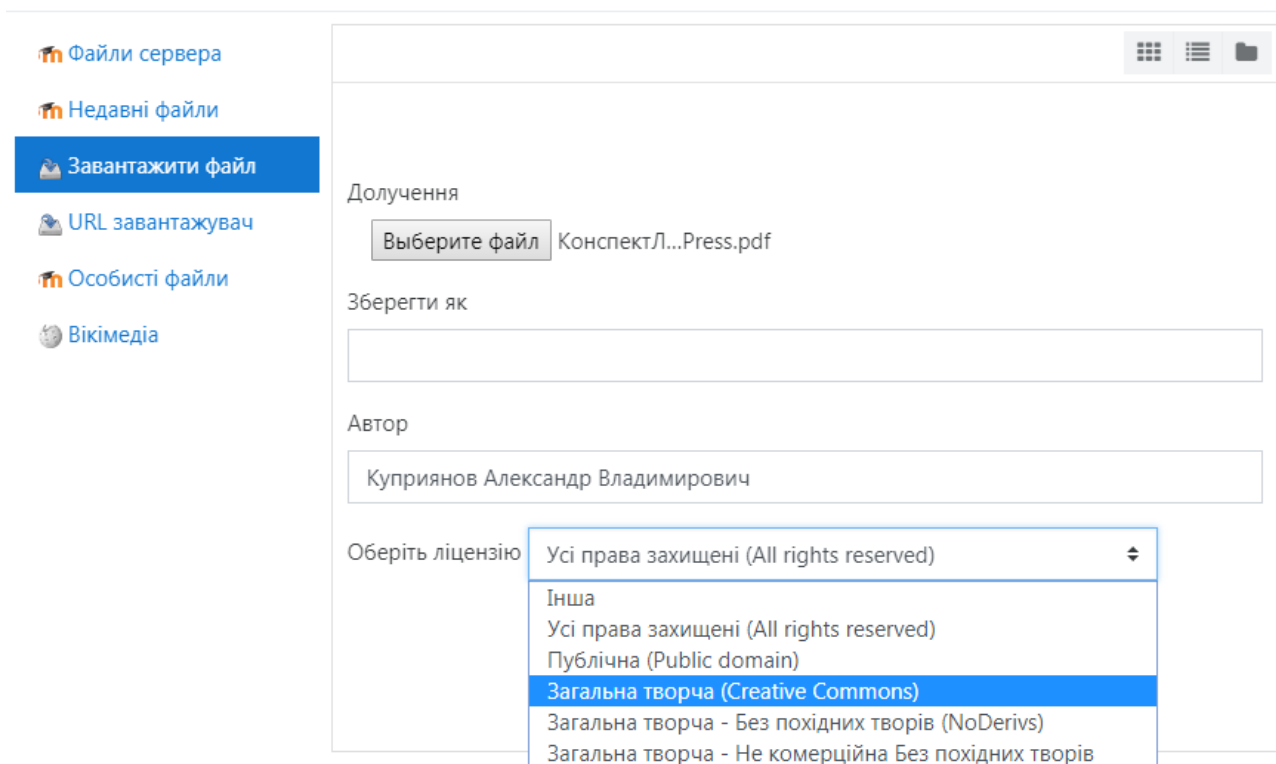 Файли сервера
Недавні файли
Завантажити файл
URL завантажувач
Особисті файли
Вікімедіа
Долучення
Выберите файл КонспектЛ...Press.pdf
Зберегти як
Автор
Куприянов Александр Владимирович
Оберіть ліцензію Усі права захищені (All rights reserved)
Інша
Усі права захищені (All rights reserved)
Публічна (Public domain)
Загальна творча (Creative Commons)
Загальна творча - Без похідних творів (NoDerivs)
Загальна творча - Не комерційна Без похідних творів